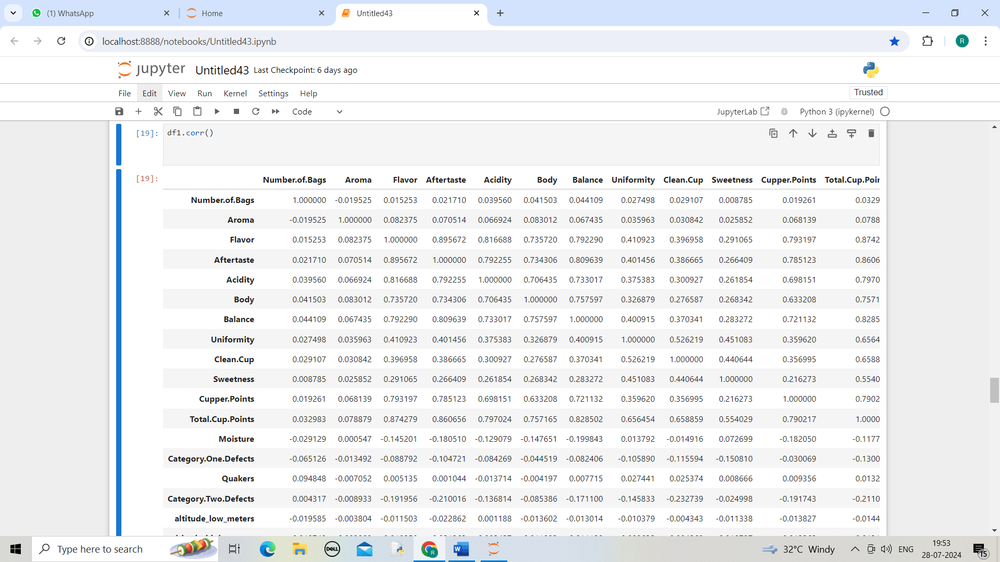 (1) WhatsApp
Home
Untitled43
localhost:8888/notebooks/Untitled43.ipynb
R
jupyter Untitled43 Last Checkpoint: 6 days ago
File Edit View Run Kernel Settings Help
Trusted
Code
JupyterLab
Python 3 (ipykernel)
[19]: df1.corr()
[19]: Number.of.Bags Aroma Flavor Aftertaste Acidity Body Balance Uniformity Clean.Cup Sweetness Cupper.Points Total.Cup.Poin
Number.of.Bags 1.000000 -0.019525 0.015253 0.021710 0.039560 0.041503 0.044109 0.027498 0.029107 0.008785 0.019261 0.0329
Aroma -0.019525 1.000000 0.082375 0.070514 0.066924 0.083012 0.067435 0.035963 0.030842 0.025852 0.068139 0.0788
Flavor 0.015253 0.082375 1.000000 0.895672 0.816688 0.735720 0.792290 0.410923 0.396958 0.291065 0.793197 0.8742
Aftertaste 0.021710 0.070514 0.895672 1.000000 0.792255 0.734306 0.809639 0.401456 0.386665 0.266409 0.785123 0.8606
Acidity 0.039560 0.066924 0.816688 0.792255 1.000000 0.706435 0.733017 0.375383 0.300927 0.261854 0.698151 0.7970
Body 0.041503 0.083012 0.735720 0.734306 0.706435 1.000000 0.757597 0.326879 0.276587 0.268342 0.633208 0.7571
Balance 0.044109 0.067435 0.792290 0.809639 0.733017 0.757597 1.000000 0.400915 0.370341 0.283272 0.721132 0.8285
Uniformity 0.027498 0.035963 0.410923 0.401456 0.375383 0.326879 0.400915 1.000000 0.526219 0.451083 0.359620 0.6564
Clean.Cup 0.029107 0.030842 0.396958 0.386665 0.300927 0.276587 0.370341 0.526219 1.000000 0.440644 0.356995 0.6588
Sweetness 0.008785 0.025852 0.291065 0.266409 0.261854 0.268342 0.283272 0.451083 0.440644 1.000000 0.216273 0.5540
Cupper.Points 0.019261 0.068139 0.793197 0.785123 0.698151 0.633208 0.721132 0.359620 0.356995 0.216273 1.000000 0.7902
Total.Cup.Points 0.032983 0.078879 0.874279 0.860656 0.797024 0.757165 0.828502 0.656454 0.658859 0.554029 0.790217 1.0000
Moisture -0.029129 0.000547 -0.145201 -0.180510 -0.129079 -0.147651 -0.199843 0.013792 -0.014916 0.072699 -0.182050 -0.1177
Category.One.Defects -0.065126 -0.013492 -0.088792 -0.104721 -0.084269 -0.044519 -0.082406 -0.105890 -0.115594 -0.150810 -0.030069 -0.1300
Quakers 0.094848 -0.007052 0.005135 0.001044 -0.013714 -0.004197 0.007715 0.027441 0.025374 0.008666 0.009356 0.0132
Category.Two.Defects 0.004317 -0.008933 -0.191956 -0.210016 -0.136814 -0.085386 -0.171100 -0.145833 -0.232739 -0.024998 -0.191743 -0.2110
altitude_low_meters -0.019585 -0.003804 -0.011503 -0.022862 0.001188 -0.013602 -0.013014 -0.010379 -0.004343 -0.011338 -0.013827 -0.0144
Type here to search
DELL
W
R
32°C Windy
ENG
19:53
28-07-2024
15